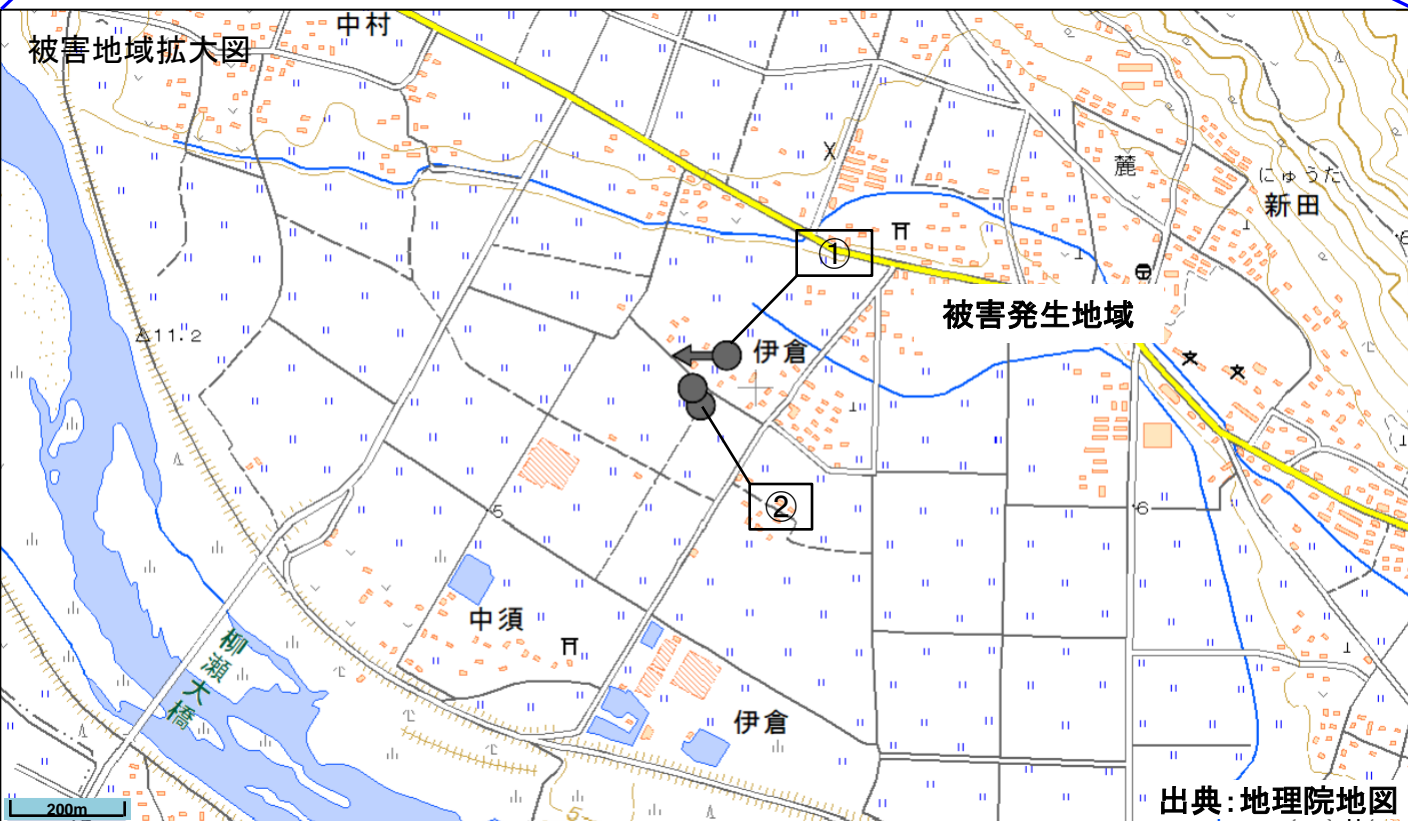 中村
被害地域拡大図
麓
にゅうた
新田
①
被害発生地域
△11.2
伊倉
②
5
6
中須
柳瀬大橋
伊倉
5
200m
出典:地理院地図